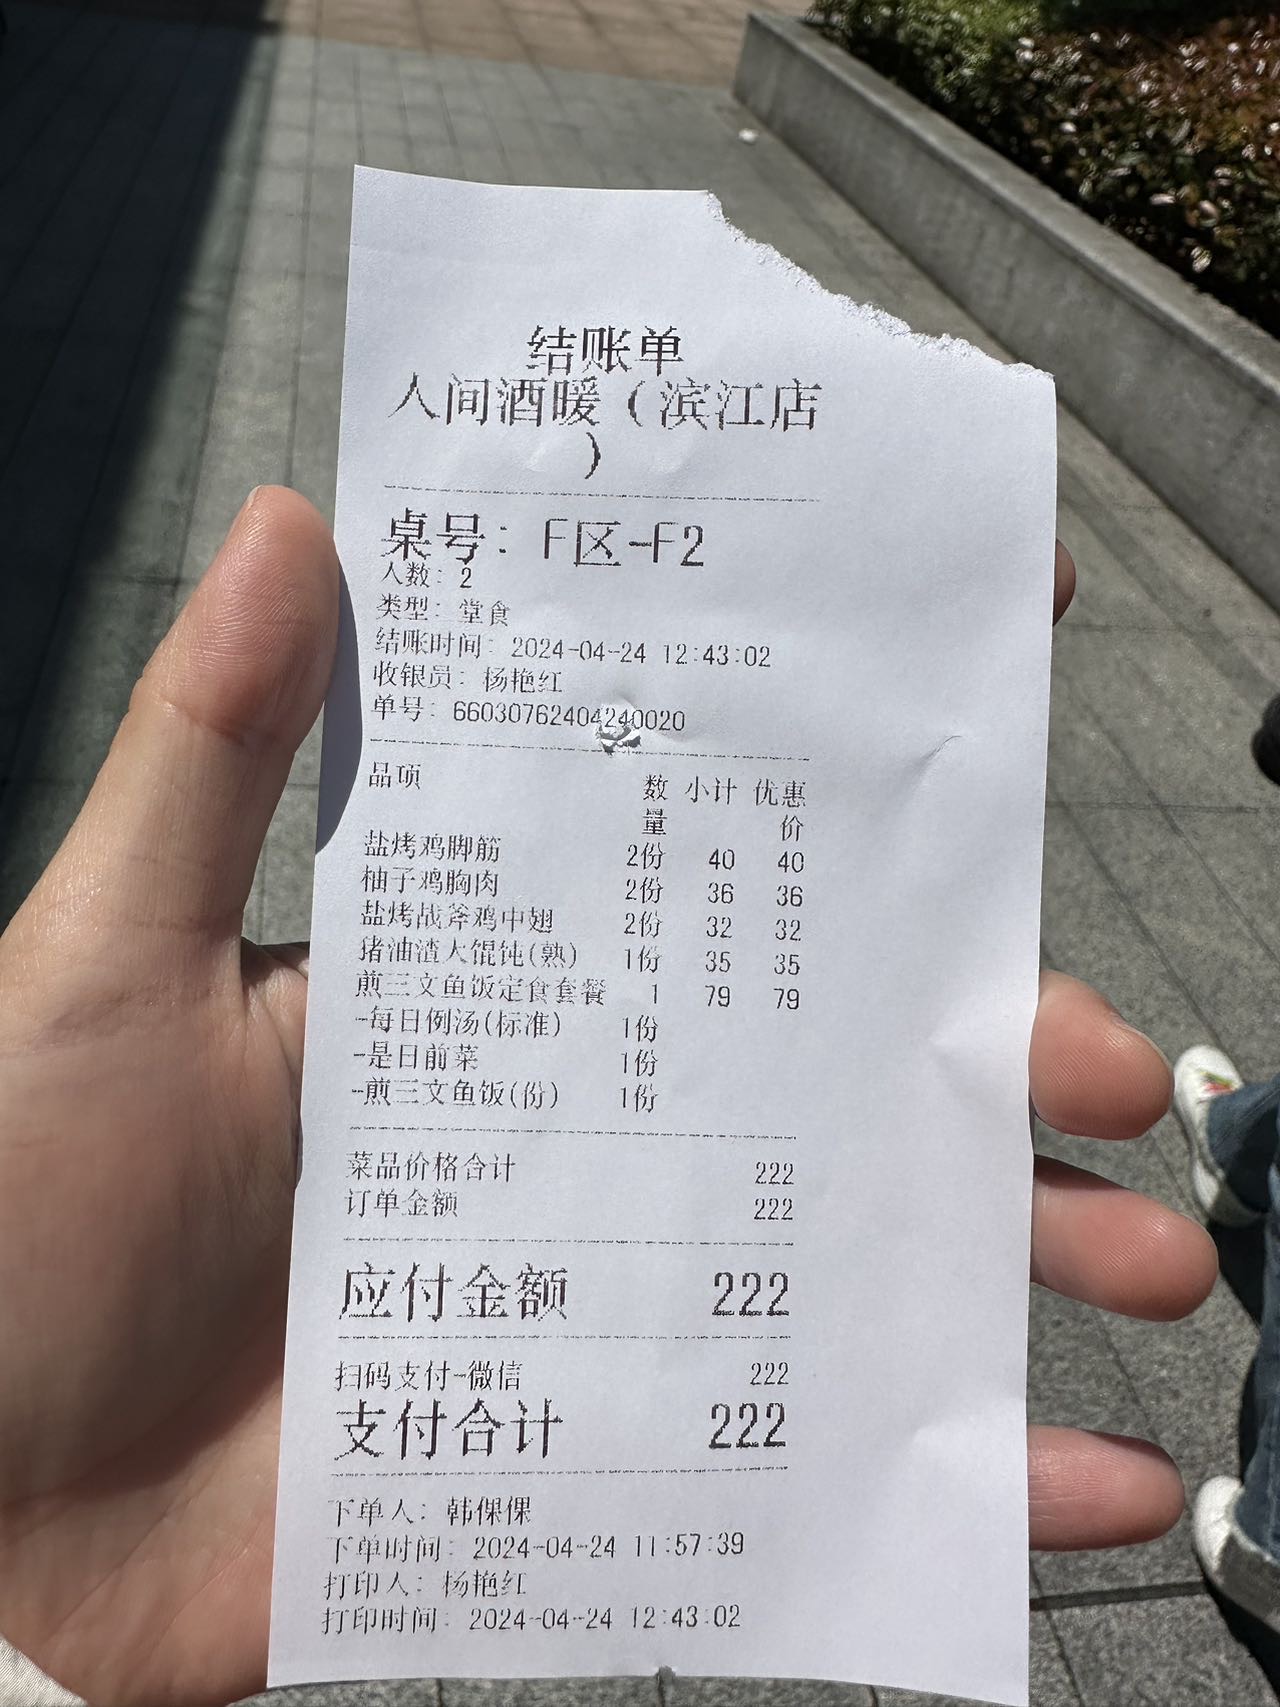 结账单
人间酒暖（滨江店
）
桌号：F区-F2
人数：2
类型：堂食
结账时间：2024-04-24 12:43:02
收银员：杨艳红
单号：66030762404240020
品项 数 小计 优惠
量 价
盐烤鸡脚筋 2份 40 40
柚子鸡胸肉 2份 36 36
盐烤战斧鸡中翅 2份 32 32
猪油渣大馄饨(熟) 1份 35 35
煎三文鱼饭定食套餐 1 79 79
-每日例汤(标准) 1份
-是日前菜 1份
-煎三文鱼饭(份) 1份
菜品价格合计 222
订单金额 222
应付金额 222
扫码支付-微信 222
支付合计 222
下单人：韩倮倮
下单时间：2024-04-24 11:57:39
打印人：杨艳红
打印时间：2024-04-24 12:43:02